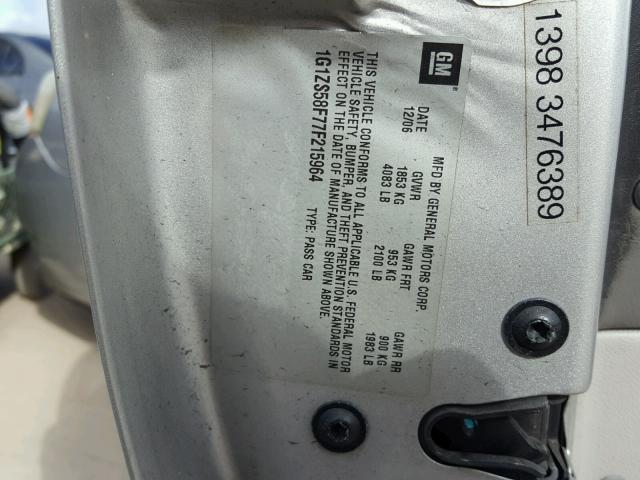 1398 3476389
GM
MFD BY GENERAL MOTORS CORP.
DATE GVWR GAWR FRT GAWR RR
12/06 1853 KG 953 KG 900 KG
4083 LB 2100 LB 1983 LB
THIS VEHICLE CONFORMS TO ALL APPLICABLE U.S. FEDERAL MOTOR
VEHICLE SAFETY, BUMPER, AND THEFT PREVENTION STANDARDS IN
EFFECT ON THE DATE OF MANUFACTURE SHOWN ABOVE.
1G1ZS58F77F215964 TYPE: PASS CAR